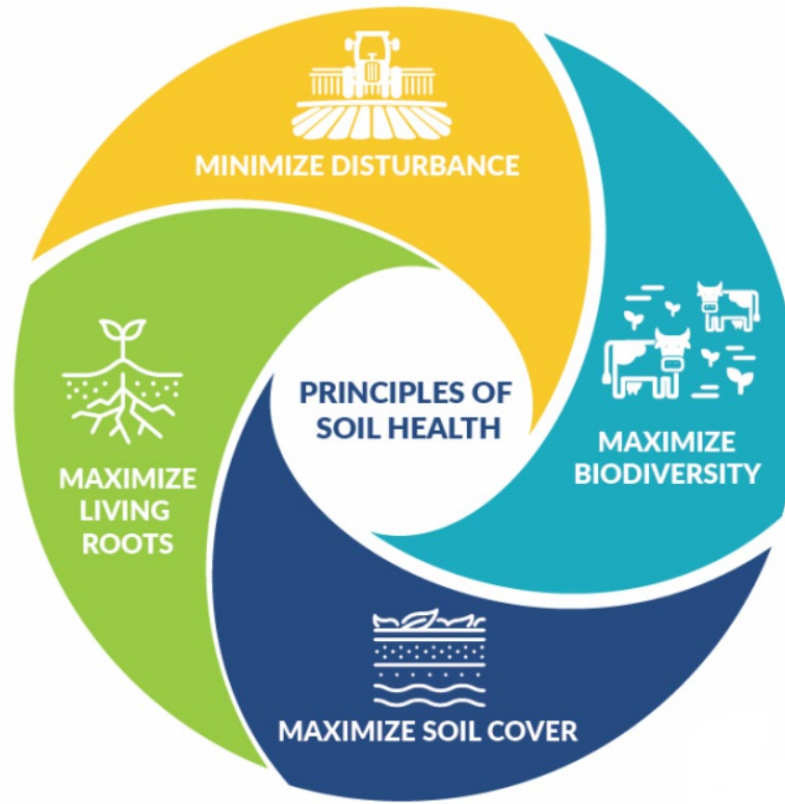 MINIMIZE DISTURBANCE
MAXIMIZE
BIODIVERSITY
MAXIMIZE SOIL COVER
MAXIMIZE
LIVING
ROOTS
PRINCIPLES OF
SOIL HEALTH